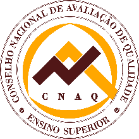 CONSELHO NACIONAL DE AVALIAÇÃO DE QUALIDADE
CNAQ
ENSINO SUPERIOR